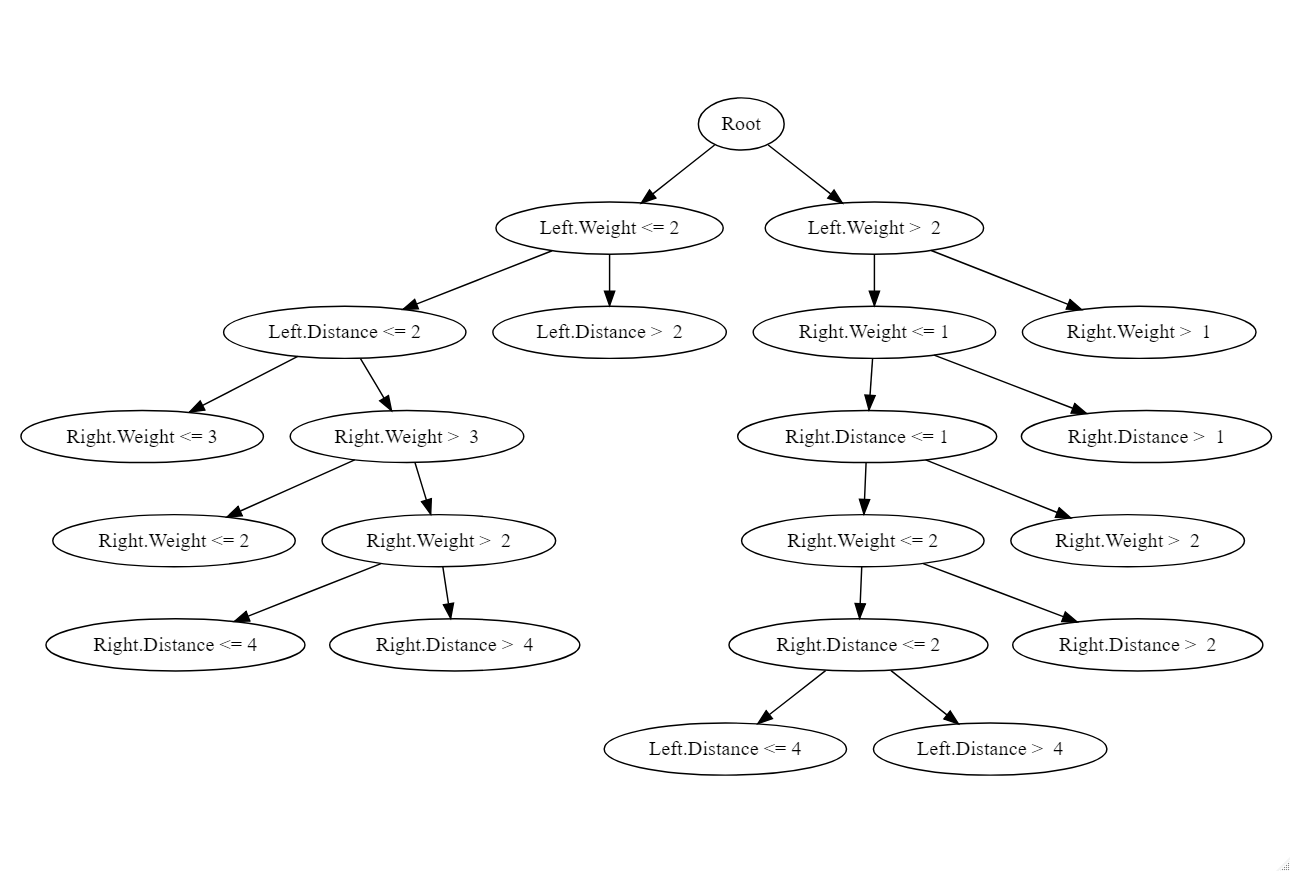 Root
Left.Weight <= 2
Left.Weight > 2
Left.Distance <= 2
Left.Distance > 2
Right.Weight <= 1
Right.Weight > 1
Right.Weight <= 3
Right.Weight > 3
Right.Distance <= 1
Right.Distance > 1
Right.Weight <= 2
Right.Weight > 2
Right.Weight <= 2
Right.Weight > 2
Right.Distance <= 4
Right.Distance > 4
Right.Distance <= 2
Right.Distance > 2
Left.Distance <= 4
Left.Distance > 4